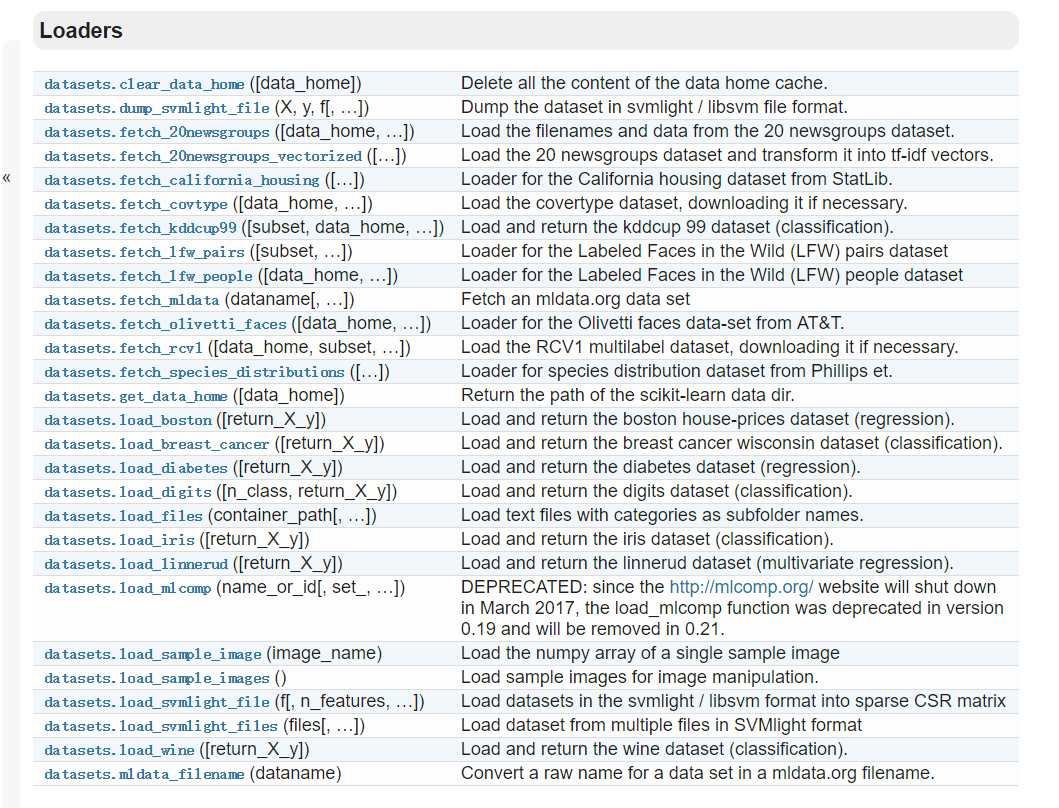 Loaders
«
datasets.clear_data_home ([data_home]) Delete all the content of the data home cache.
datasets.dump_svmlight_file (X, y, f[, …]) Dump the dataset in svmlight / libsvm file format.
datasets.fetch_20newsgroups ([data_home, …]) Load the filenames and data from the 20 newsgroups dataset.
datasets.fetch_20newsgroups_vectorized ([…]) Load the 20 newsgroups dataset and transform it into tf-idf vectors.
datasets.fetch_california_housing ([…]) Loader for the California housing dataset from StatLib.
datasets.fetch_covtype ([data_home, …]) Load the covertype dataset, downloading it if necessary.
datasets.fetch_kddcup99 ([subset, data_home, …]) Load and return the kddcup 99 dataset (classification).
datasets.fetch_lfw_pairs ([subset, …]) Loader for the Labeled Faces in the Wild (LFW) pairs dataset
datasets.fetch_lfw_people ([data_home, …]) Loader for the Labeled Faces in the Wild (LFW) people dataset
datasets.fetch_mldata (dataname[, …]) Fetch an mldata.org data set
datasets.fetch_olivetti_faces ([data_home, …]) Loader for the Olivetti faces data-set from AT&T.
datasets.fetch_rcv1 ([data_home, subset, …]) Load the RCV1 multilabel dataset, downloading it if necessary.
datasets.fetch_species_distributions ([…]) Loader for species distribution dataset from Phillips et.
datasets.get_data_home ([data_home]) Return the path of the scikit-learn data dir.
datasets.load_boston ([return_X_y]) Load and return the boston house-prices dataset (regression).
datasets.load_breast_cancer ([return_X_y]) Load and return the breast cancer wisconsin dataset (classification).
datasets.load_diabetes ([return_X_y]) Load and return the diabetes dataset (regression).
datasets.load_digits ([n_class, return_X_y]) Load and return the digits dataset (classification).
datasets.load_files (container_path[, …]) Load text files with categories as subfolder names.
datasets.load_iris ([return_X_y]) Load and return the iris dataset (classification).
datasets.load_linnerud ([return_X_y]) Load and return the linnerud dataset (multivariate regression).
datasets.load_mlcomp (name_or_id[, set_, …]) DEPRECATED: since the http://mlcomp.org/ website will shut down
in March 2017, the load_mlcomp function was deprecated in version
0.19 and will be removed in 0.21.
datasets.load_sample_image (image_name) Load the numpy array of a single sample image
datasets.load_sample_images () Load sample images for image manipulation.
datasets.load_svmlight_file (f[, n_features, …]) Load datasets in the svmlight / libsvm format into sparse CSR matrix
datasets.load_svmlight_files (files[, …]) Load dataset from multiple files in SVMlight format
datasets.load_wine ([return_X_y]) Load and return the wine dataset (classification).
datasets.mldata_filename (dataname) Convert a raw name for a data set in a mldata.org filename.